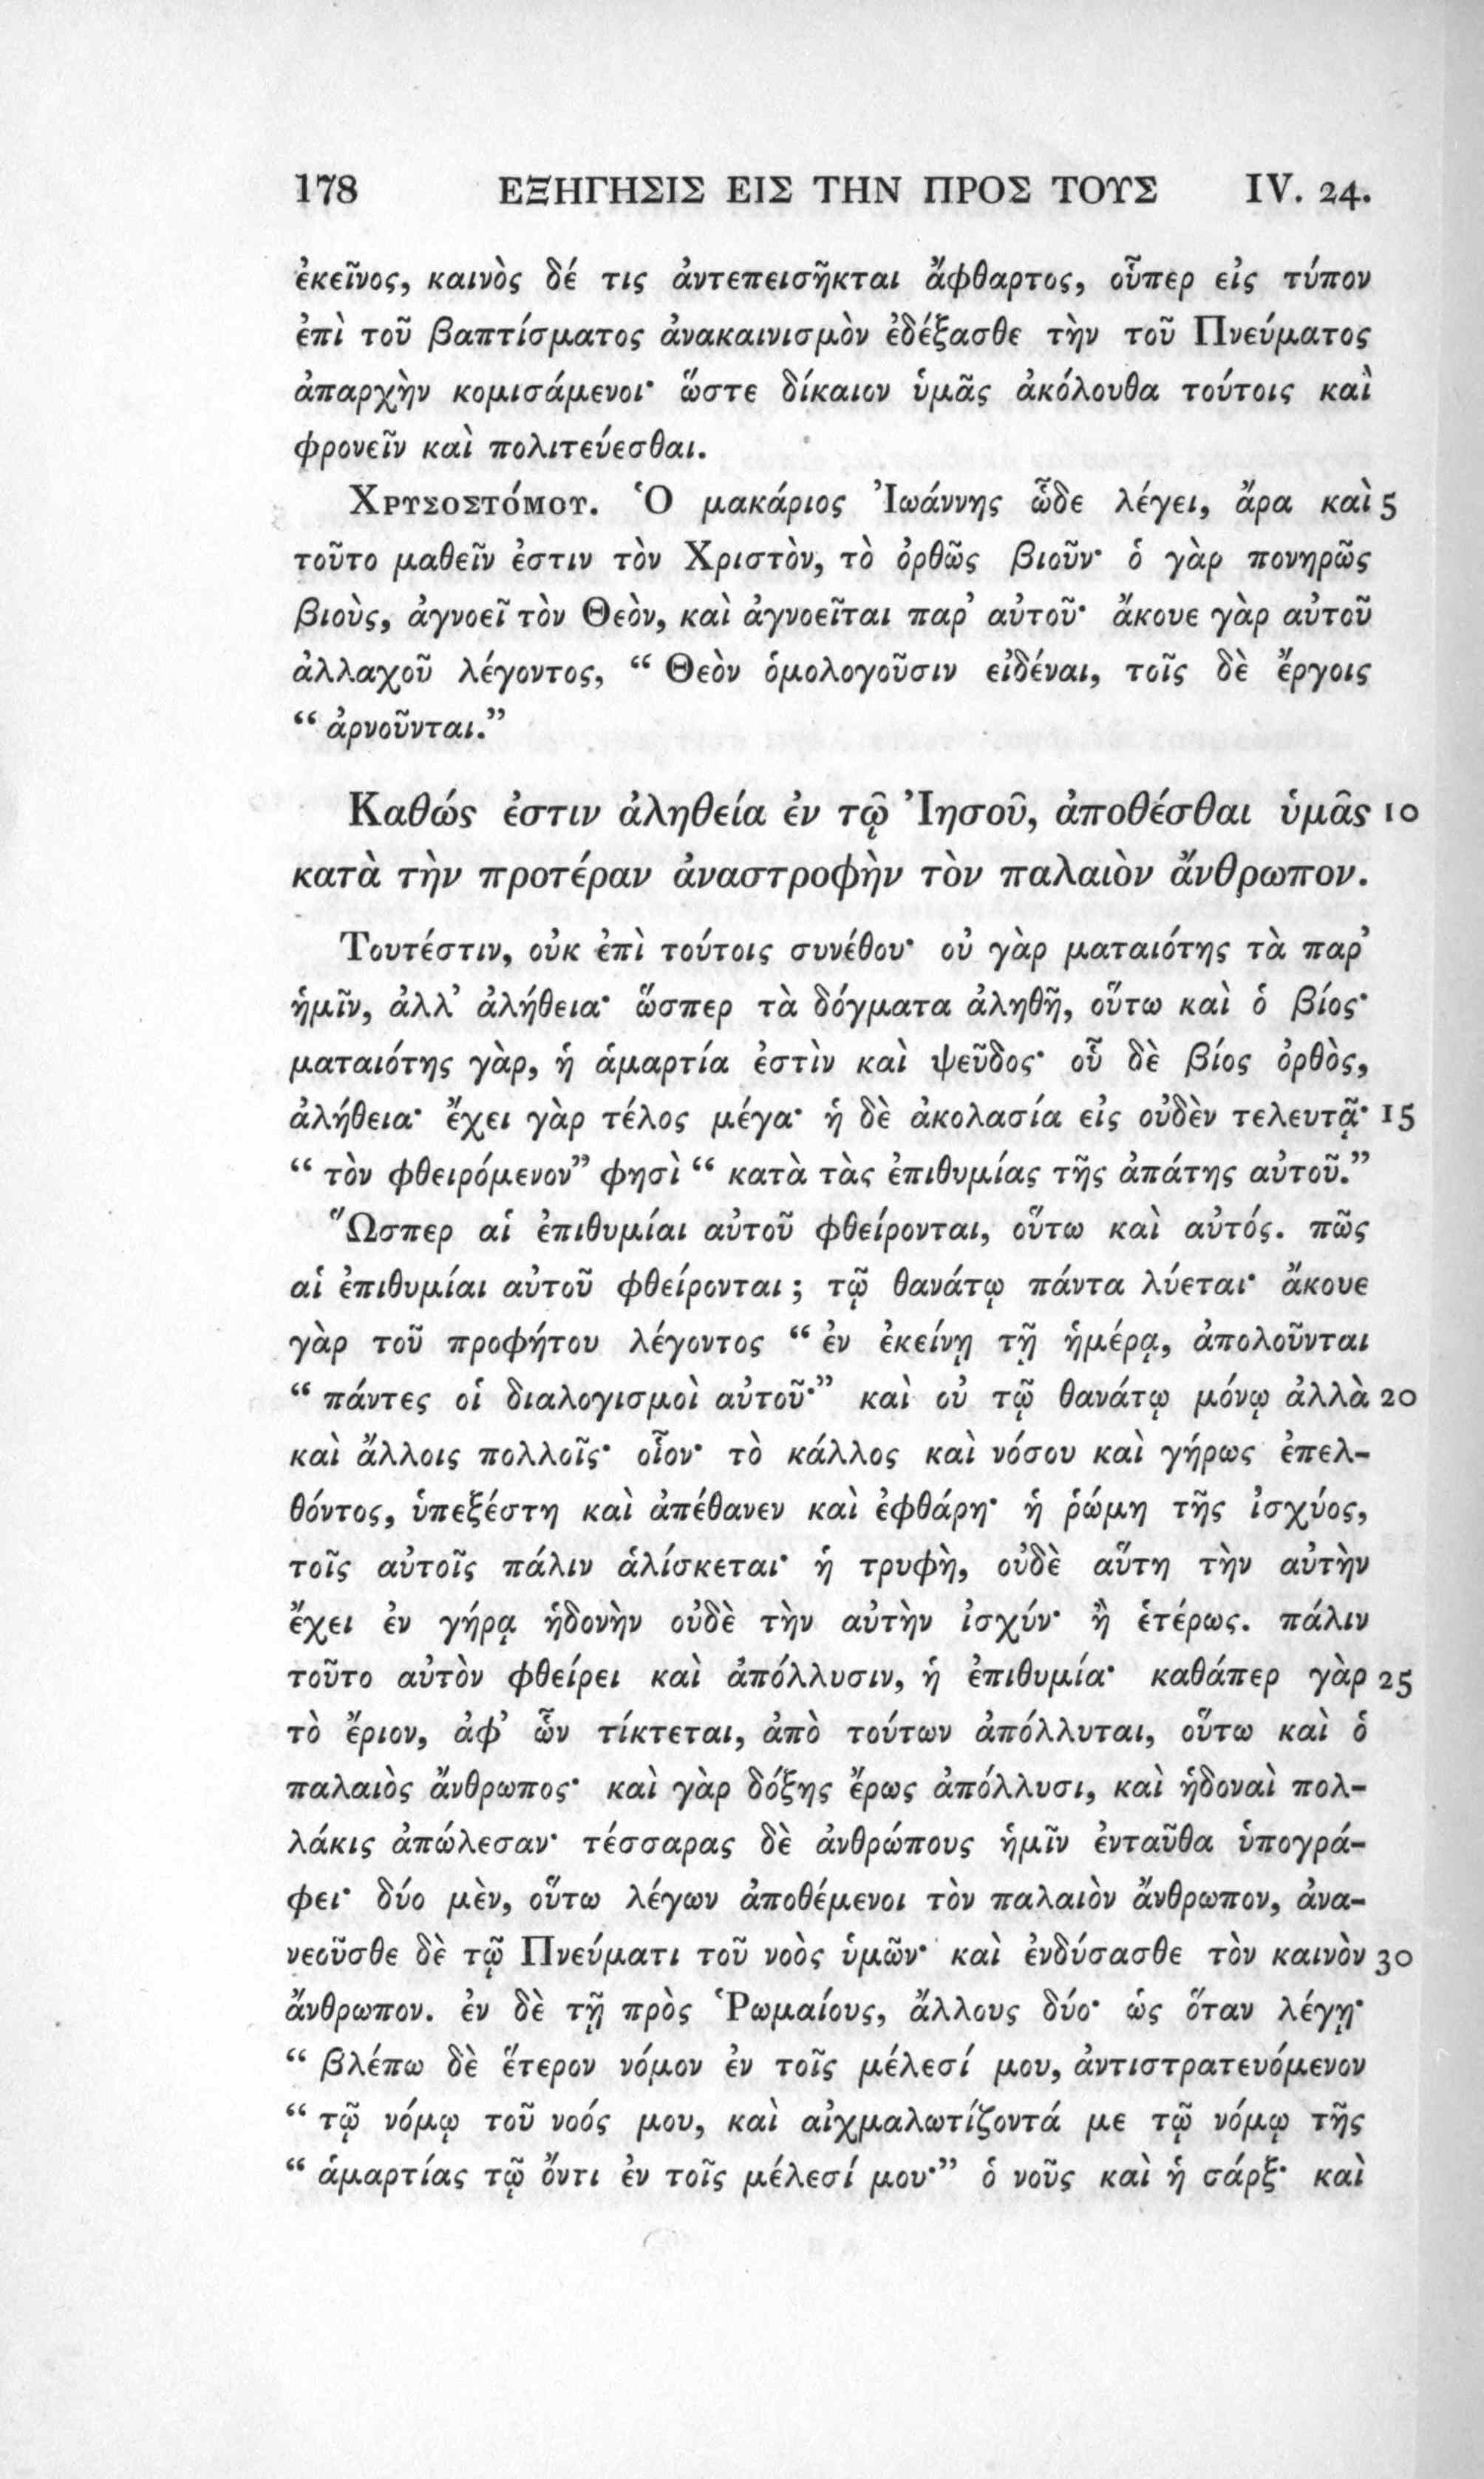 178 ΕΞΗΓΗΣΙΣ ΕΙΣ ΤΗΝ ΠΡΟΣ ΤΟΥΣ IV. 24.
ἐκεῖνος, καινὸς δέ τις ἀντεπεισῆκται ἄφθαρτος, οὗπερ εἰς τύπον
ἐπὶ τοῦ βαπτίσματος ἀνακαινισμὸν ἐδέξασθε τὴν τοῦ Πνεύματος
ἀπαρχὴν κομισάμενοι· ὥστε δίκαιον ὑμᾶς ἀκόλουθα τούτοις καὶ
φρονεῖν καὶ πολιτεύεσθαι.
Χρυσοστόμου. Ὁ μακάριος Ἰωάννης ὧδε λέγει, ἄρα καὶ 5
τοῦτο μαθεῖν ἐστιν τὸν Χριστὸν, τὸ ὀρθῶς βιοῦν· ὁ γὰρ πονηρῶς
βιοὺς, ἀγνοεῖ τὸν Θεὸν, καὶ ἀγνοεῖται παρ’ αὐτοῦ· ἄκουε γὰρ αὐτοῦ
ἀλλαχοῦ λέγοντος, “ Θεὸν ὁμολογοῦσιν εἰδέναι, τοῖς δὲ ἔργοις
“ ἀρνοῦνται.”
Καθώς ἐστιν ἀληθεία ἐν τῷ Ἰησοῦ, ἀποθέσθαι ὑμᾶς 10
κατὰ τὴν προτέραν ἀναστροφὴν τὸν παλαιὸν ἄνθρωπον.
Τουτέστιν, οὐκ ἐπὶ τούτοις συνέθου· οὐ γὰρ ματαιότης τὰ παρ’
ἡμῖν, ἀλλ’ ἀλήθεια· ὥσπερ τὰ δόγματα ἀληθῆ, οὕτω καὶ ὁ βίος·
ματαιότης γὰρ, ἡ ἁμαρτία ἐστὶν καὶ ψεῦδος· οὗ δὲ βίος ὀρθὸς,
ἀλήθεια· ἔχει γὰρ τέλος μέγα· ἡ δὲ ἀκολασία εἰς οὐδὲν τελευτᾷ· 15
“ τὸν φθειρόμενον” φησὶ “ κατὰ τὰς ἐπιθυμίας τῆς ἀπάτης αὐτοῦ.”
Ὥσπερ αἱ ἐπιθυμίαι αὐτοῦ φθείρονται, οὕτω καὶ αὐτός. πῶς
αἱ ἐπιθυμίαι αὐτοῦ φθείρονται ; τῷ θανάτῳ πάντα λύεται· ἄκουε
γὰρ τοῦ προφήτου λέγοντος “ ἐν ἐκείνῃ τῇ ἡμέρᾳ, ἀπολοῦνται
“ πάντες οἱ διαλογισμοὶ αὐτοῦ·” καὶ οὐ τῷ θανάτῳ μόνῳ ἀλλὰ 20
καὶ ἄλλοις πολλοῖς· οἷον· τὸ κάλλος καὶ νόσου καὶ γήρως ἐπελ-
θόντος, ὑπεξέστη καὶ ἀπέθανεν καὶ ἐφθάρη· ἡ ῥώμη τῆς ἰσχύος,
τοῖς αὐτοῖς πάλιν ἁλίσκεται· ἡ τρυφὴ, οὐδὲ αὕτη τὴν αὐτὴν
ἔχει ἐν γήρᾳ ἡδονὴν οὐδὲ τὴν αὐτὴν ἰσχύν· ἢ ἑτέρως. πάλιν
τοῦτο αὐτὸν φθείρει καὶ ἀπόλλυσιν, ἡ ἐπιθυμία· καθάπερ γὰρ 25
τὸ ἔριον, ἀφ’ ὧν τίκτεται, ἀπὸ τούτων ἀπόλλυται, οὕτω καὶ ὁ
παλαιὸς ἄνθρωπος· καὶ γὰρ δόξης ἔρως ἀπόλλυσι, καὶ ἡδοναὶ πολ-
λάκις ἀπώλεσαν· τέσσαρας δὲ ἀνθρώπους ἡμῖν ἐνταῦθα ὑπογρά-
φει· δύο μὲν, οὕτω λέγων ἀποθέμενοι τὸν παλαιὸν ἄνθρωπον, ἀνα-
νεοῦσθε δὲ τῷ Πνεύματι τοῦ νοὸς ὑμῶν· καὶ ἐνδύσασθε τὸν καινὸν 30
ἄνθρωπον. ἐν δὲ τῇ πρὸς Ῥωμαίους, ἄλλους δύο· ὡς ὅταν λέγῃ·
“ βλέπω δὲ ἕτερον νόμον ἐν τοῖς μέλεσί μου, ἀντιστρατευόμενον
“ τῷ νόμῳ τοῦ νοός μου, καὶ αἰχμαλωτίζοντά με τῷ νόμῳ τῆς
“ ἁμαρτίας τῷ ὄντι ἐν τοῖς μέλεσί μου·” ὁ νοῦς καὶ ἡ σάρξ· καὶ